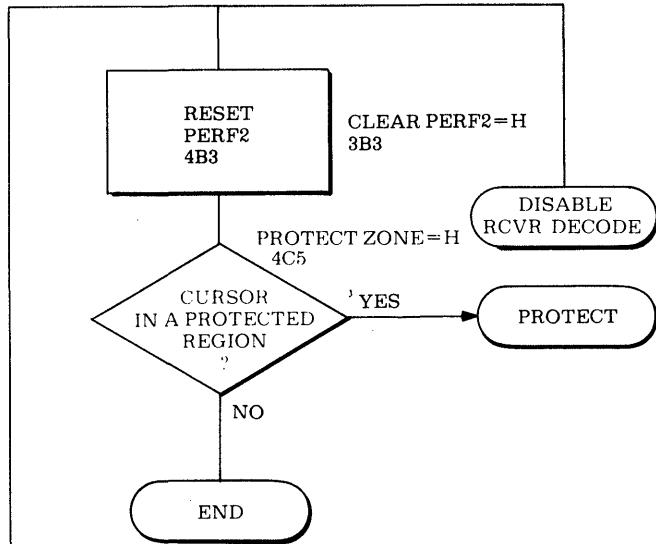 RESET
PERF2
4B3
CLEAR PERF2=H
3B3
DISABLE
RCVR DECODE
PROTECT ZONE=H
4C5
CURSOR
IN A PROTECTED
REGION
?
YES
PROTECT
NO
END